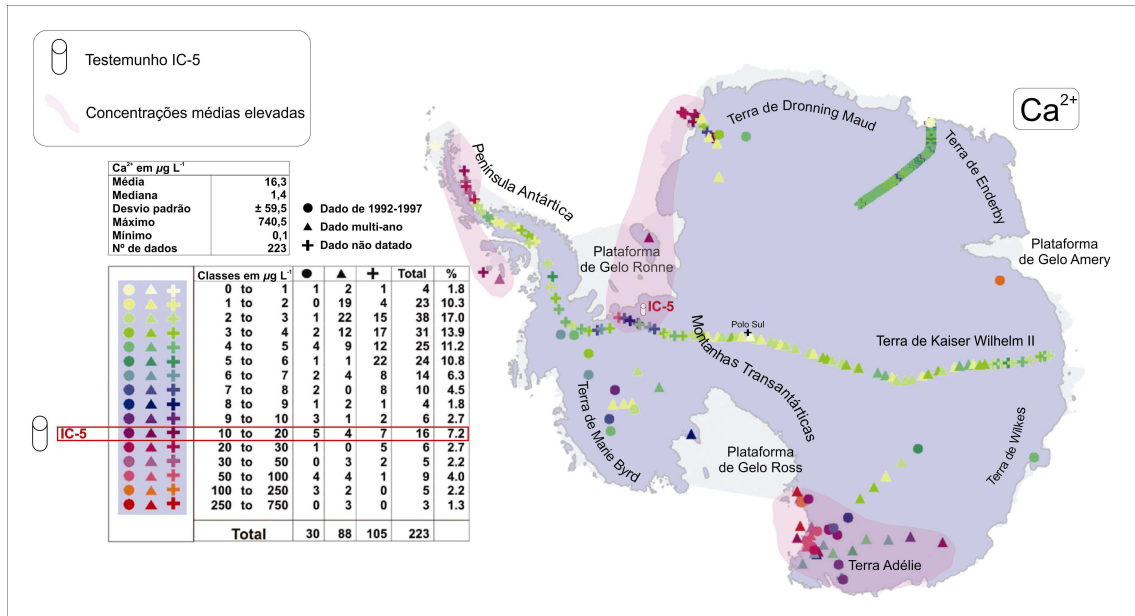 Testemunho IC-5
Concentrações médias elevadas
Ca²⁺ em µg L⁻¹
Média 16,3
Mediana 1,4
Desvio padrão ± 59,5
Máximo 740,5
Mínimo 0,1
Nº de dados 223
Dado de 1992-1997
Dado multi-ano
Dado não datado
Classes em µg L⁻¹ ● ▲ + Total %
0 to 1 1 2 1 4 1.8
1 to 2 0 19 4 23 10.3
2 to 3 1 22 15 38 17.0
3 to 4 2 12 17 31 13.9
4 to 5 4 9 12 25 11.2
5 to 6 1 1 22 24 10.8
6 to 7 2 4 8 14 6.3
7 to 8 2 0 8 10 4.5
8 to 9 1 2 1 4 1.8
9 to 10 3 1 2 6 2.7
IC-5 10 to 20 5 4 7 16 7.2
20 to 30 1 0 5 6 2.7
30 to 50 0 3 2 5 2.2
50 to 100 4 4 1 9 4.0
100 to 250 3 2 0 5 2.2
250 to 750 0 3 0 3 1.3
Total 30 88 105 223
Ca²⁺
Terra de Dronning Maud
Terra de Enderby
Península Antártica
Plataforma
de Gelo Ronne
Plataforma
de Gelo Amery
IC-5
Polo Sul
Terra de Kaiser Wilhelm II
Montanhas Transantárticas
Terra de Marie Byrd
Plataforma
de Gelo Ross
Terra de Wilkes
Terra Adélie